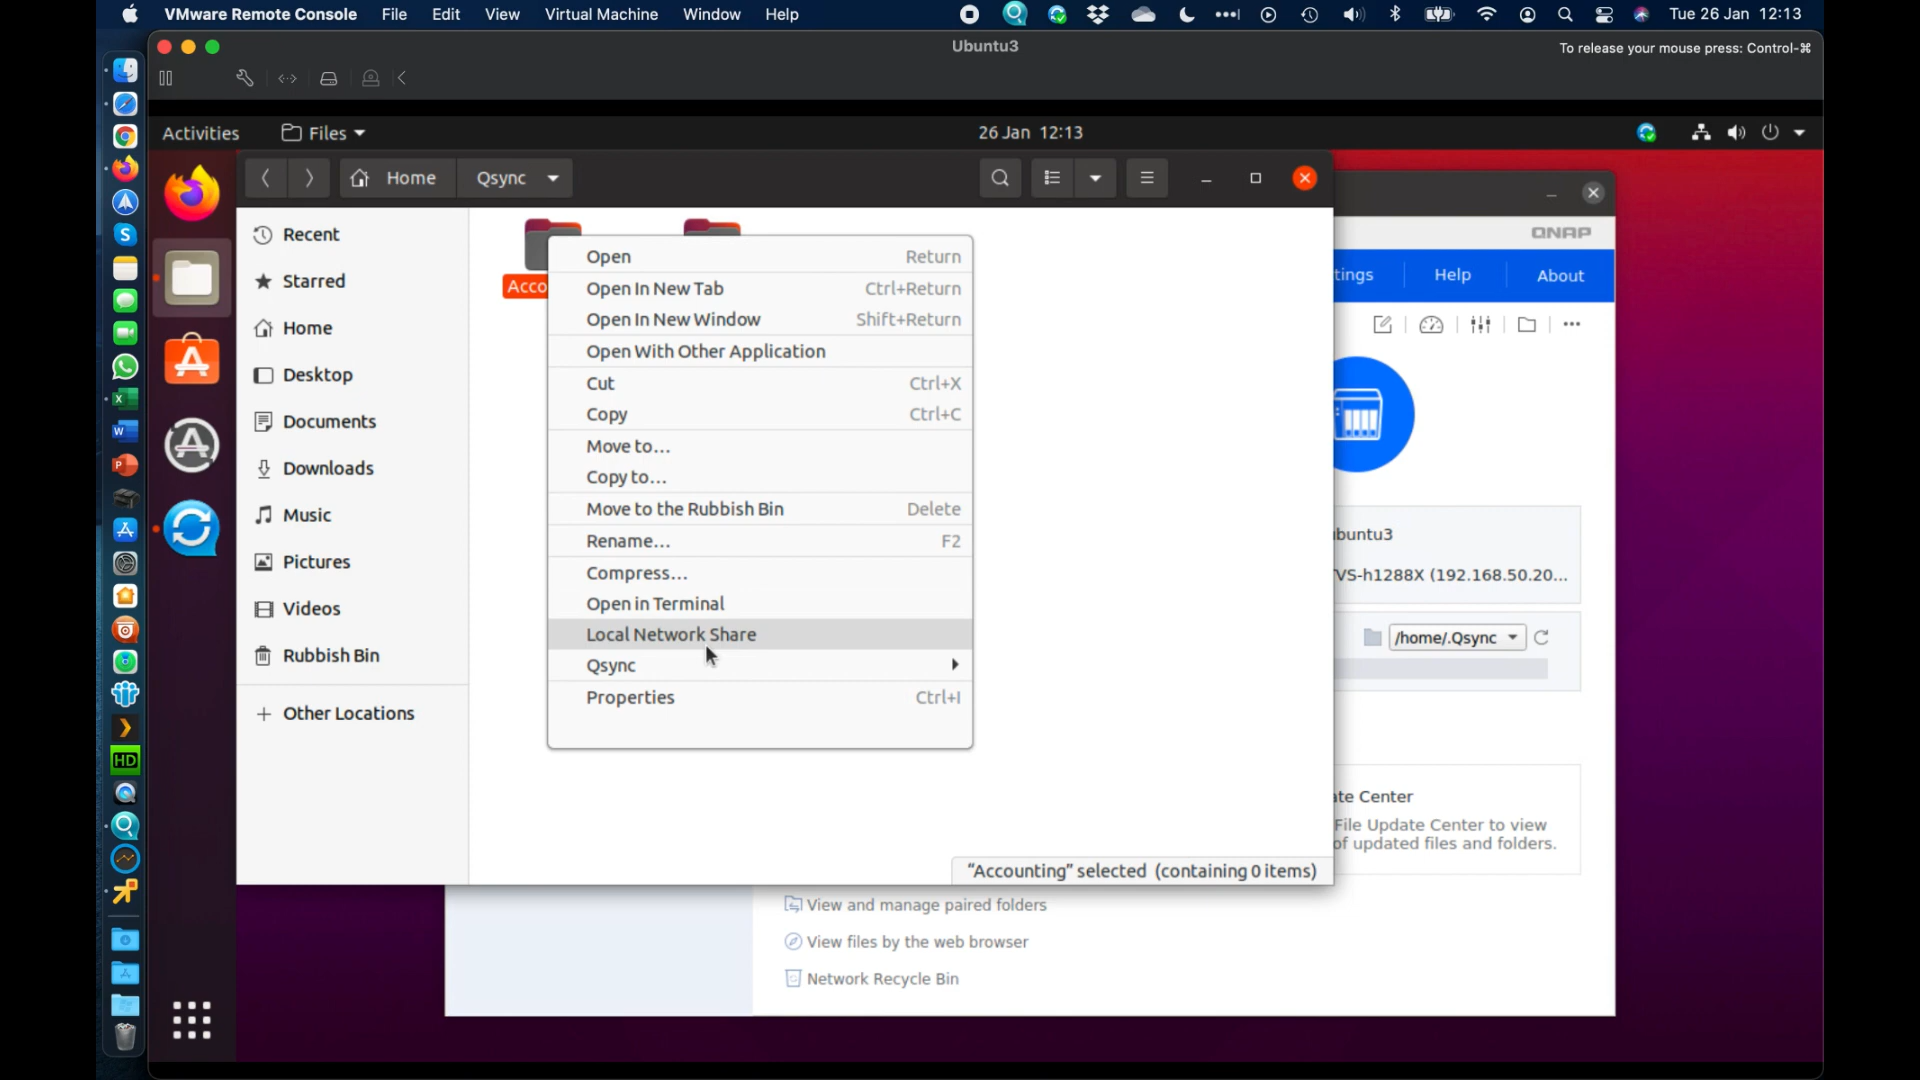 VMware Remote Console File Edit View Virtual Machine Window Help Tue 26 Jan 12:13
Ubuntu3
To release your mouse press: Control-⌘
Activities Files 26 Jan 12:13
Home Qsync
QNAP
Recent
Starred
Home
Desktop
Documents
Downloads
Music
Pictures
Videos
Rubbish Bin
Other Locations
Acco
Open Return
Open In New Tab Ctrl+Return
Open In New Window Shift+Return
Open With Other Application
Cut Ctrl+X
Copy Ctrl+C
Move to...
Copy to...
Move to the Rubbish Bin Delete
Rename... F2
Compress...
Open in Terminal
Local Network Share
Qsync
Properties Ctrl+I
"Accounting" selected (containing 0 items)
tings Help About
buntu3
VS-h1288X (192.168.50.20...
/home/.Qsync
te Center
File Update Center to view
of updated files and folders.
View and manage paired folders
View files by the web browser
Network Recycle Bin
HD